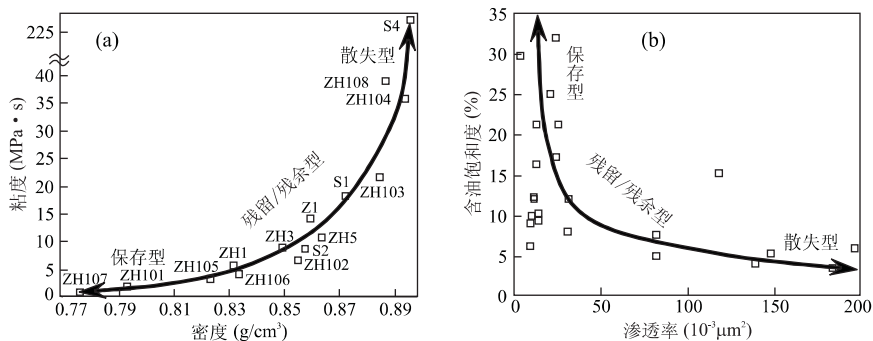 (a)
S4
225
散失型
ZH108
ZH104
40
35
30
25
20
15
10
5
0
粘度 (MPa•s)
残留/残余型
S1
ZH103
Z1
ZH3
ZH5
S2
ZH102
保存型
ZH1
ZH105
ZH106
ZH101
ZH107
0.77
0.79
0.81
0.83
0.85
0.87
0.89
密度 (g/cm³)
(b)
35
30
25
20
15
10
5
0
含油饱和度 (%)
保存型
残留/残余型
散失型
0
50
100
150
200
渗透率 (10⁻³μm²)